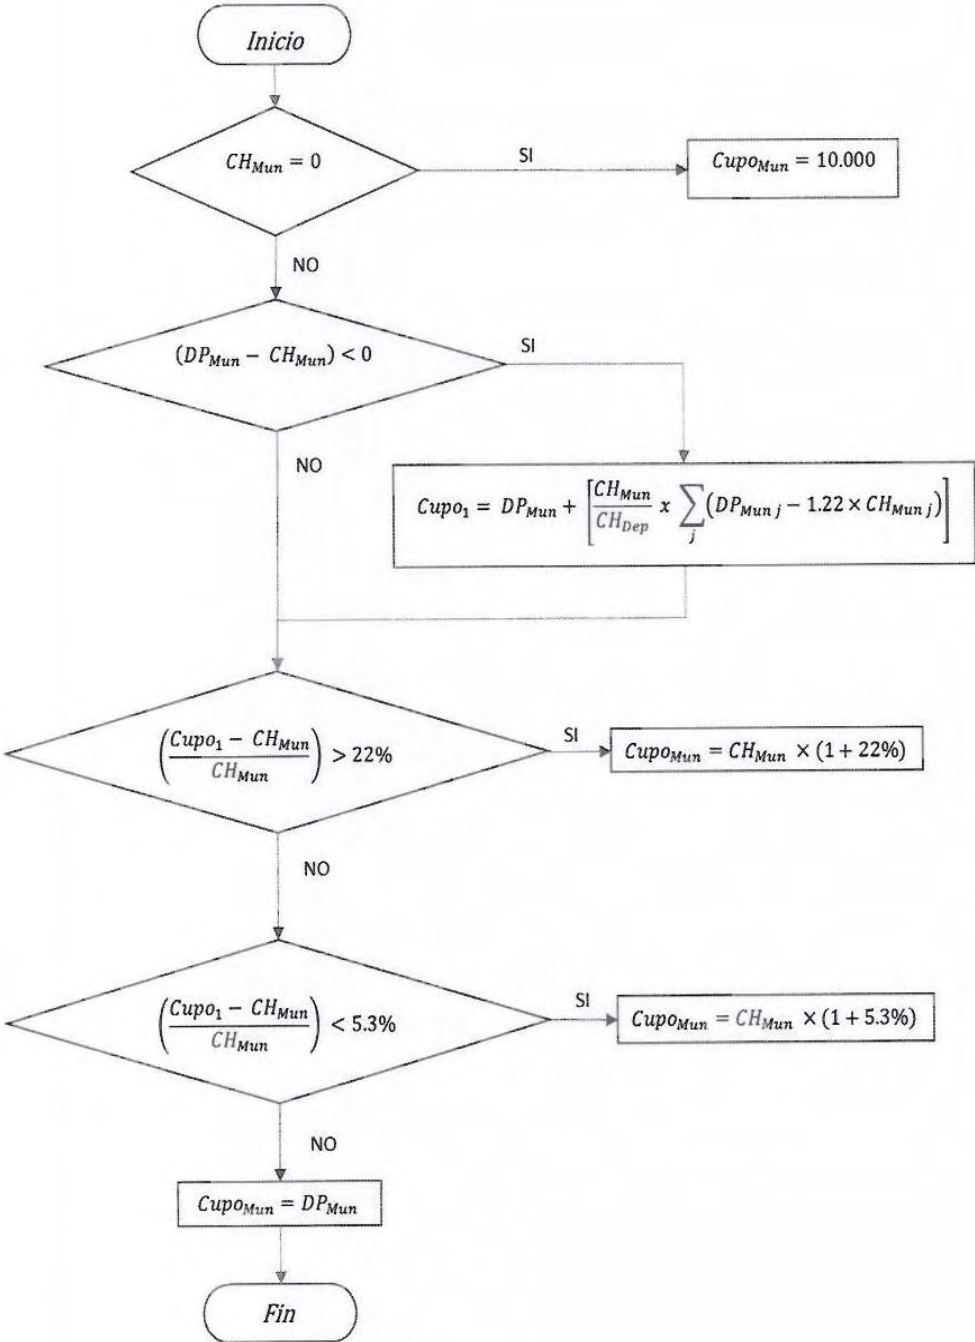 Inicio
CH_Mun = 0
SI
Cupo_Mun = 10.000
NO
(DP_Mun − CH_Mun) < 0
SI
NO
Cupo_1 = DP_Mun + [CH_Mun / CH_Dep x ∑_j (DP_Mun j − 1.22 × CH_Mun j)]
(Cupo_1 − CH_Mun / CH_Mun) > 22%
SI
Cupo_Mun = CH_Mun × (1 + 22%)
NO
(Cupo_1 − CH_Mun / CH_Mun) < 5.3%
SI
Cupo_Mun = CH_Mun × (1 + 5.3%)
NO
Cupo_Mun = DP_Mun
Fin